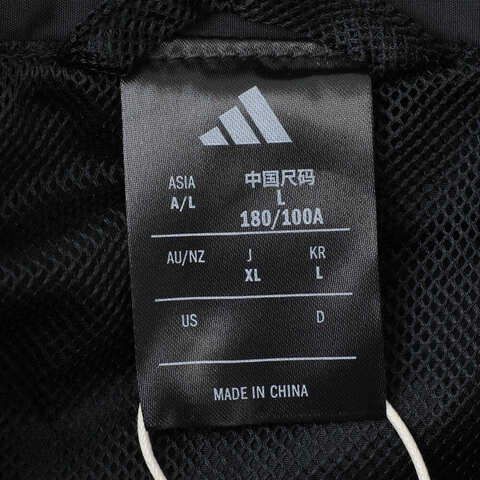 ASIA 中国尺码
A/L L
180/100A
AU/NZ J KR
XL L
US D
MADE IN CHINA